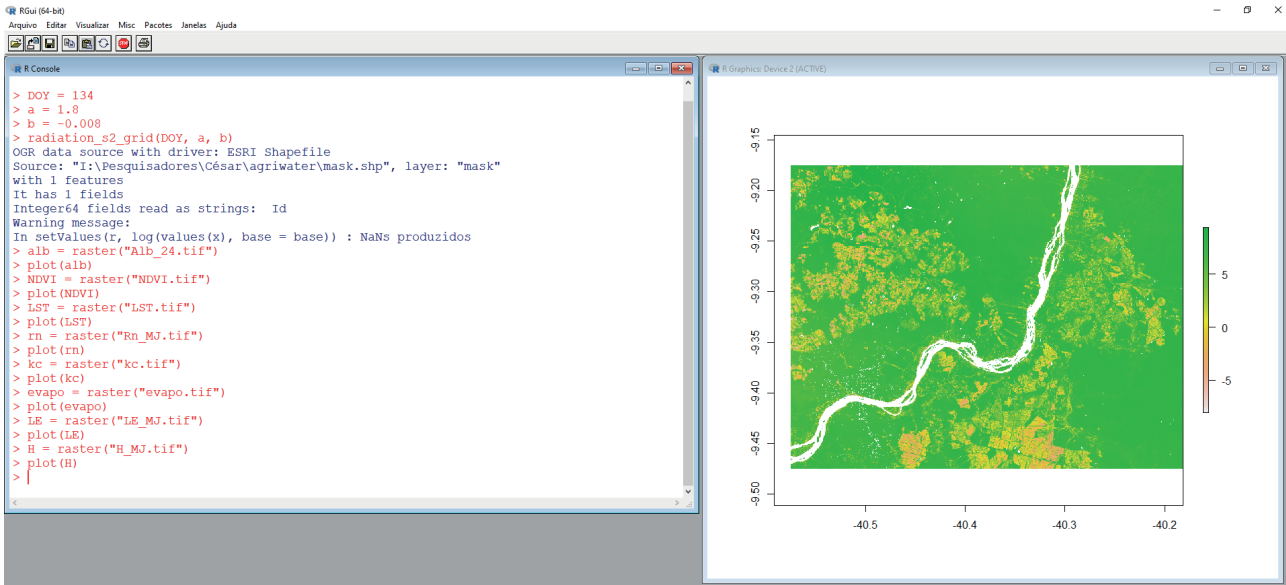 RGui (64-bit)
Arquivo Editar Visualizar Misc Pacotes Janelas Ajuda
STOP
R Console
> DOY = 134
> a = 1.8
> b = -0.008
> radiation_s2_grid(DOY, a, b)
OGR data source with driver: ESRI Shapefile
Source: "I:\Pesquisadores\César\agriwater\mask.shp", layer: "mask"
with 1 features
It has 1 fields
Integer64 fields read as strings:  Id
Warning message:
In setValues(r, log(values(x), base = base)) : NaNs produzidos
> alb = raster("Alb_24.tif")
> plot(alb)
> NDVI = raster("NDVI.tif")
> plot(NDVI)
> LST = raster("LST.tif")
> plot(LST)
> rn = raster("Rn_MJ.tif")
> plot(rn)
> kc = raster("kc.tif")
> plot(kc)
> evapo = raster("evapo.tif")
> plot(evapo)
> LE = raster("LE_MJ.tif")
> plot(LE)
> H = raster("H_MJ.tif")
> plot(H)
>
R Graphics: Device 2 (ACTIVE)
-9.15
-9.20
-9.25
-9.30
-9.35
-9.40
-9.45
-9.50
-40.5 -40.4 -40.3 -40.2
5
0
-5